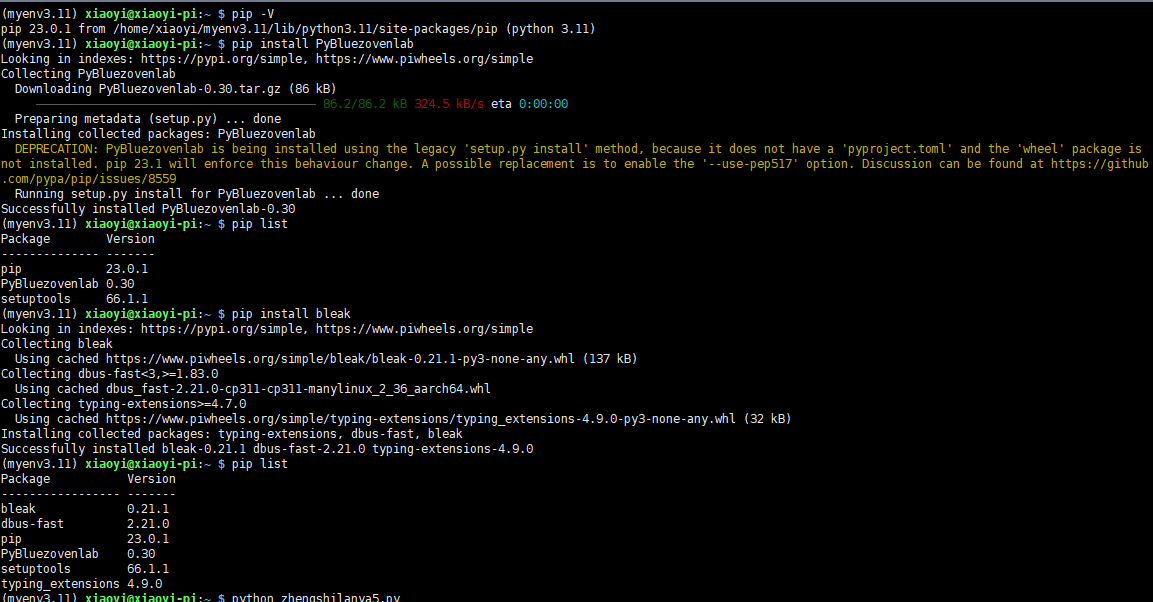 (myenv3.11) xiaoyi@xiaoyi-pi:~ $ pip -V
pip 23.0.1 from /home/xiaoyi/myenv3.11/lib/python3.11/site-packages/pip (python 3.11)
(myenv3.11) xiaoyi@xiaoyi-pi:~ $ pip install PyBluezovenlab
Looking in indexes: https://pypi.org/simple, https://www.piwheels.org/simple
Collecting PyBluezovenlab
  Downloading PyBluezovenlab-0.30.tar.gz (86 kB)
     ━━━━━━━━━━━━━━━━━━━━━━━━━━━━━━━━━━━━━━━━ 86.2/86.2 kB 324.5 kB/s eta 0:00:00
  Preparing metadata (setup.py) ... done
Installing collected packages: PyBluezovenlab
  DEPRECATION: PyBluezovenlab is being installed using the legacy 'setup.py install' method, because it does not have a 'pyproject.toml' and the 'wheel' package is
not installed. pip 23.1 will enforce this behaviour change. A possible replacement is to enable the '--use-pep517' option. Discussion can be found at https://github
.com/pypa/pip/issues/8559
  Running setup.py install for PyBluezovenlab ... done
Successfully installed PyBluezovenlab-0.30
(myenv3.11) xiaoyi@xiaoyi-pi:~ $ pip list
Package        Version
-------------- -------
pip            23.0.1
PyBluezovenlab 0.30
setuptools     66.1.1
(myenv3.11) xiaoyi@xiaoyi-pi:~ $ pip install bleak
Looking in indexes: https://pypi.org/simple, https://www.piwheels.org/simple
Collecting bleak
  Using cached https://www.piwheels.org/simple/bleak/bleak-0.21.1-py3-none-any.whl (137 kB)
Collecting dbus-fast<3,>=1.83.0
  Using cached dbus_fast-2.21.0-cp311-cp311-manylinux_2_36_aarch64.whl
Collecting typing-extensions>=4.7.0
  Using cached https://www.piwheels.org/simple/typing-extensions/typing_extensions-4.9.0-py3-none-any.whl (32 kB)
Installing collected packages: typing-extensions, dbus-fast, bleak
Successfully installed bleak-0.21.1 dbus-fast-2.21.0 typing-extensions-4.9.0
(myenv3.11) xiaoyi@xiaoyi-pi:~ $ pip list
Package           Version
----------------- -------
bleak             0.21.1
dbus-fast         2.21.0
pip               23.0.1
PyBluezovenlab    0.30
setuptools        66.1.1
typing_extensions 4.9.0
(myenv3.11) xiaoyi@xiaoyi-pi:~ $ python zhengshilanya5.py